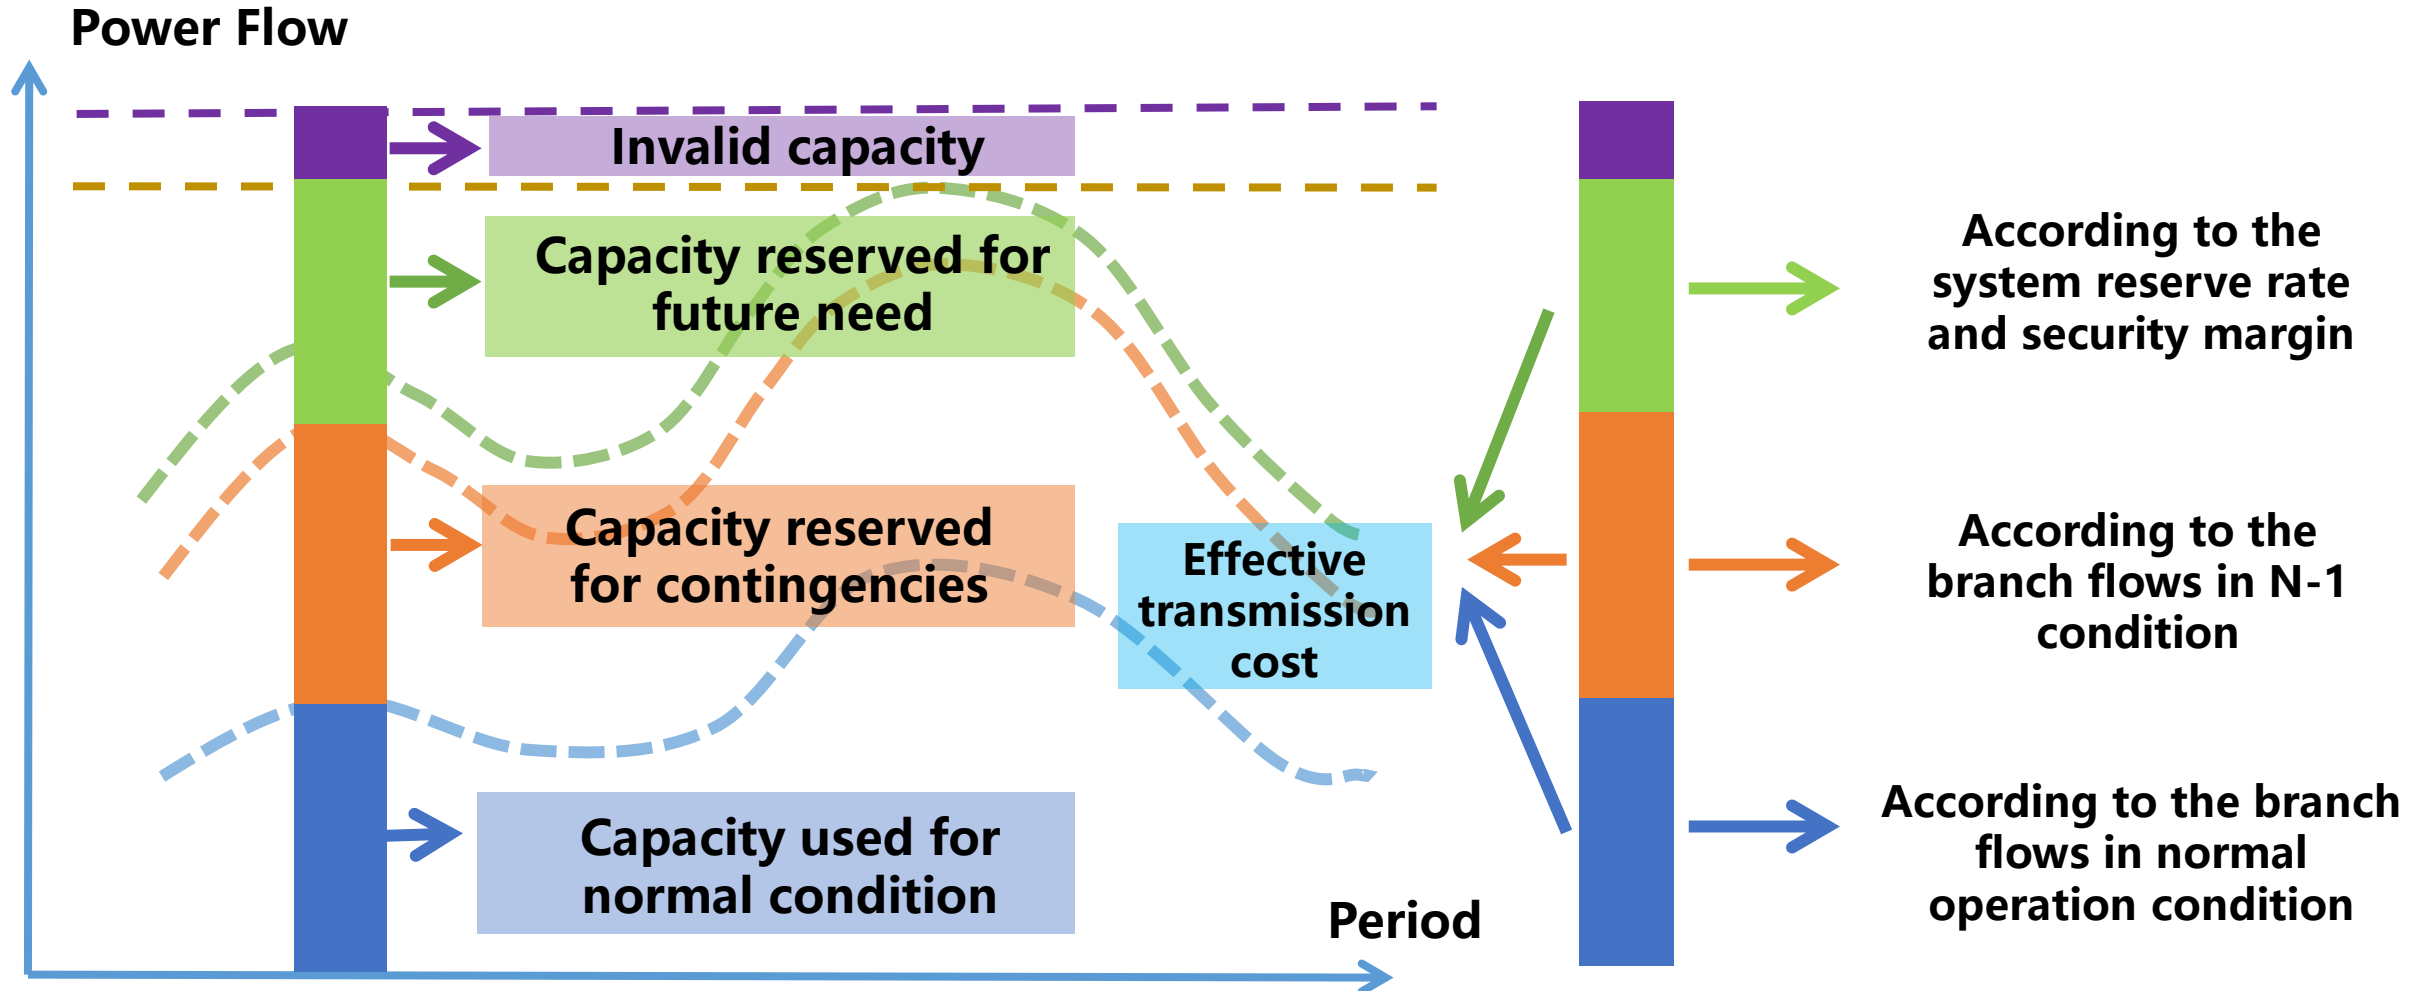 Power Flow
Invalid capacity
Capacity reserved for
future need
Capacity reserved
for contingencies
Capacity used for
normal condition
Effective
transmission
cost
Period
According to the
system reserve rate
and security margin
According to the
branch flows in N-1
condition
According to the branch
flows in normal
operation condition